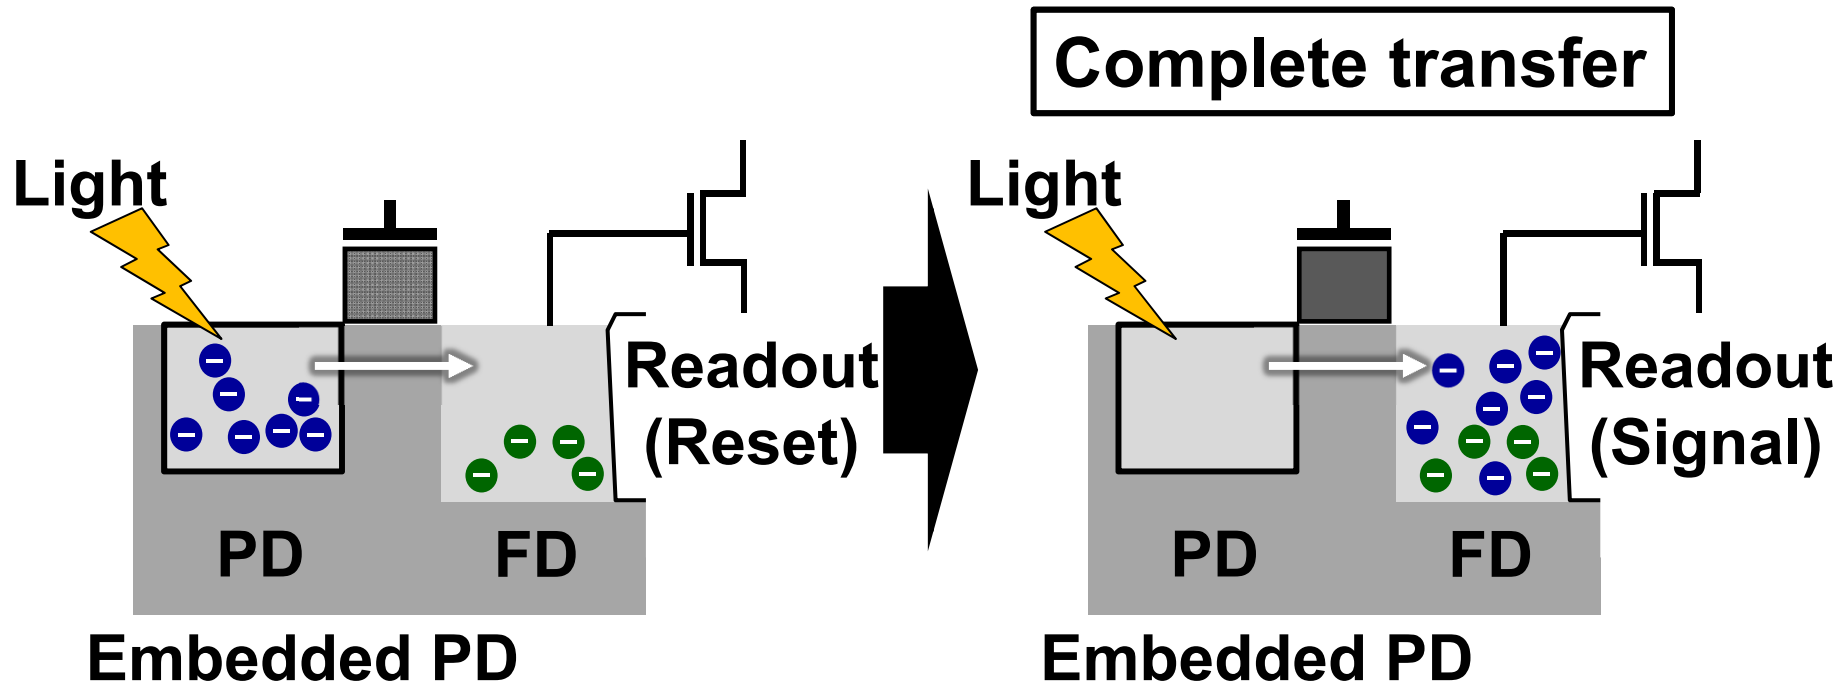 Complete transfer
Light
Readout
(Reset)
PD
FD
Embedded PD
Light
Readout
(Signal)
PD
FD
Embedded PD